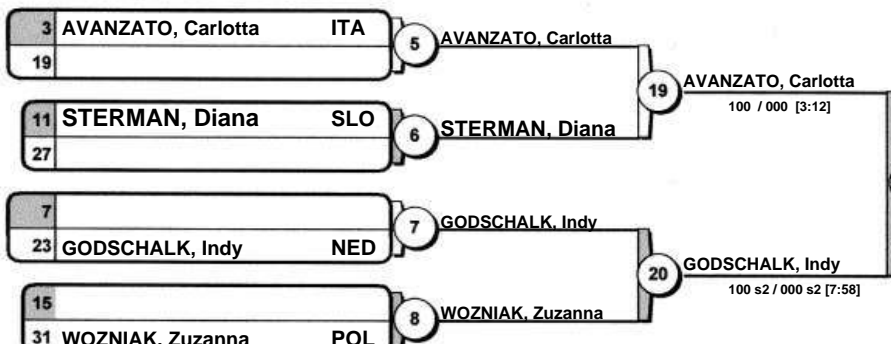 3 AVANZATO, Carlotta ITA
19
5 AVANZATO, Carlotta
11 STERMAN, Diana SLO
27
6 STERMAN, Diana
19 AVANZATO, Carlotta
100 / 000 [3:12]
7
23 GODSCHALK, Indy NED
7 GODSCHALK, Indy
15
31 WOZNIAK, Zuzanna POL
8 WOZNIAK, Zuzanna
20 GODSCHALK, Indy
100 s2 / 000 s2 [7:58]